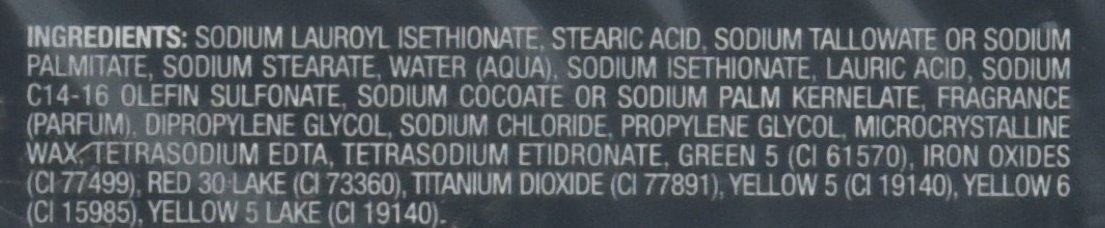 INGREDIENTS: SODIUM LAUROYL ISETHIONATE, STEARIC ACID, SODIUM TALLOWATE OR SODIUM
PALMITATE, SODIUM STEARATE, WATER (AQUA), SODIUM ISETHIONATE, LAURIC ACID, SODIUM
C14-16 OLEFIN SULFONATE, SODIUM COCOATE OR SODIUM PALM KERNELATE, FRAGRANCE
(PARFUM), DIPROPYLENE GLYCOL, SODIUM CHLORIDE, PROPYLENE GLYCOL, MICROCRYSTALLINE
WAX, TETRASODIUM EDTA, TETRASODIUM ETIDRONATE, GREEN 5 (CI 61570), IRON OXIDES
(CI 77499), RED 30 LAKE (CI 73360), TITANIUM DIOXIDE (CI 77891), YELLOW 5 (CI 19140), YELLOW 6
(CI 15985), YELLOW 5 LAKE (CI 19140).